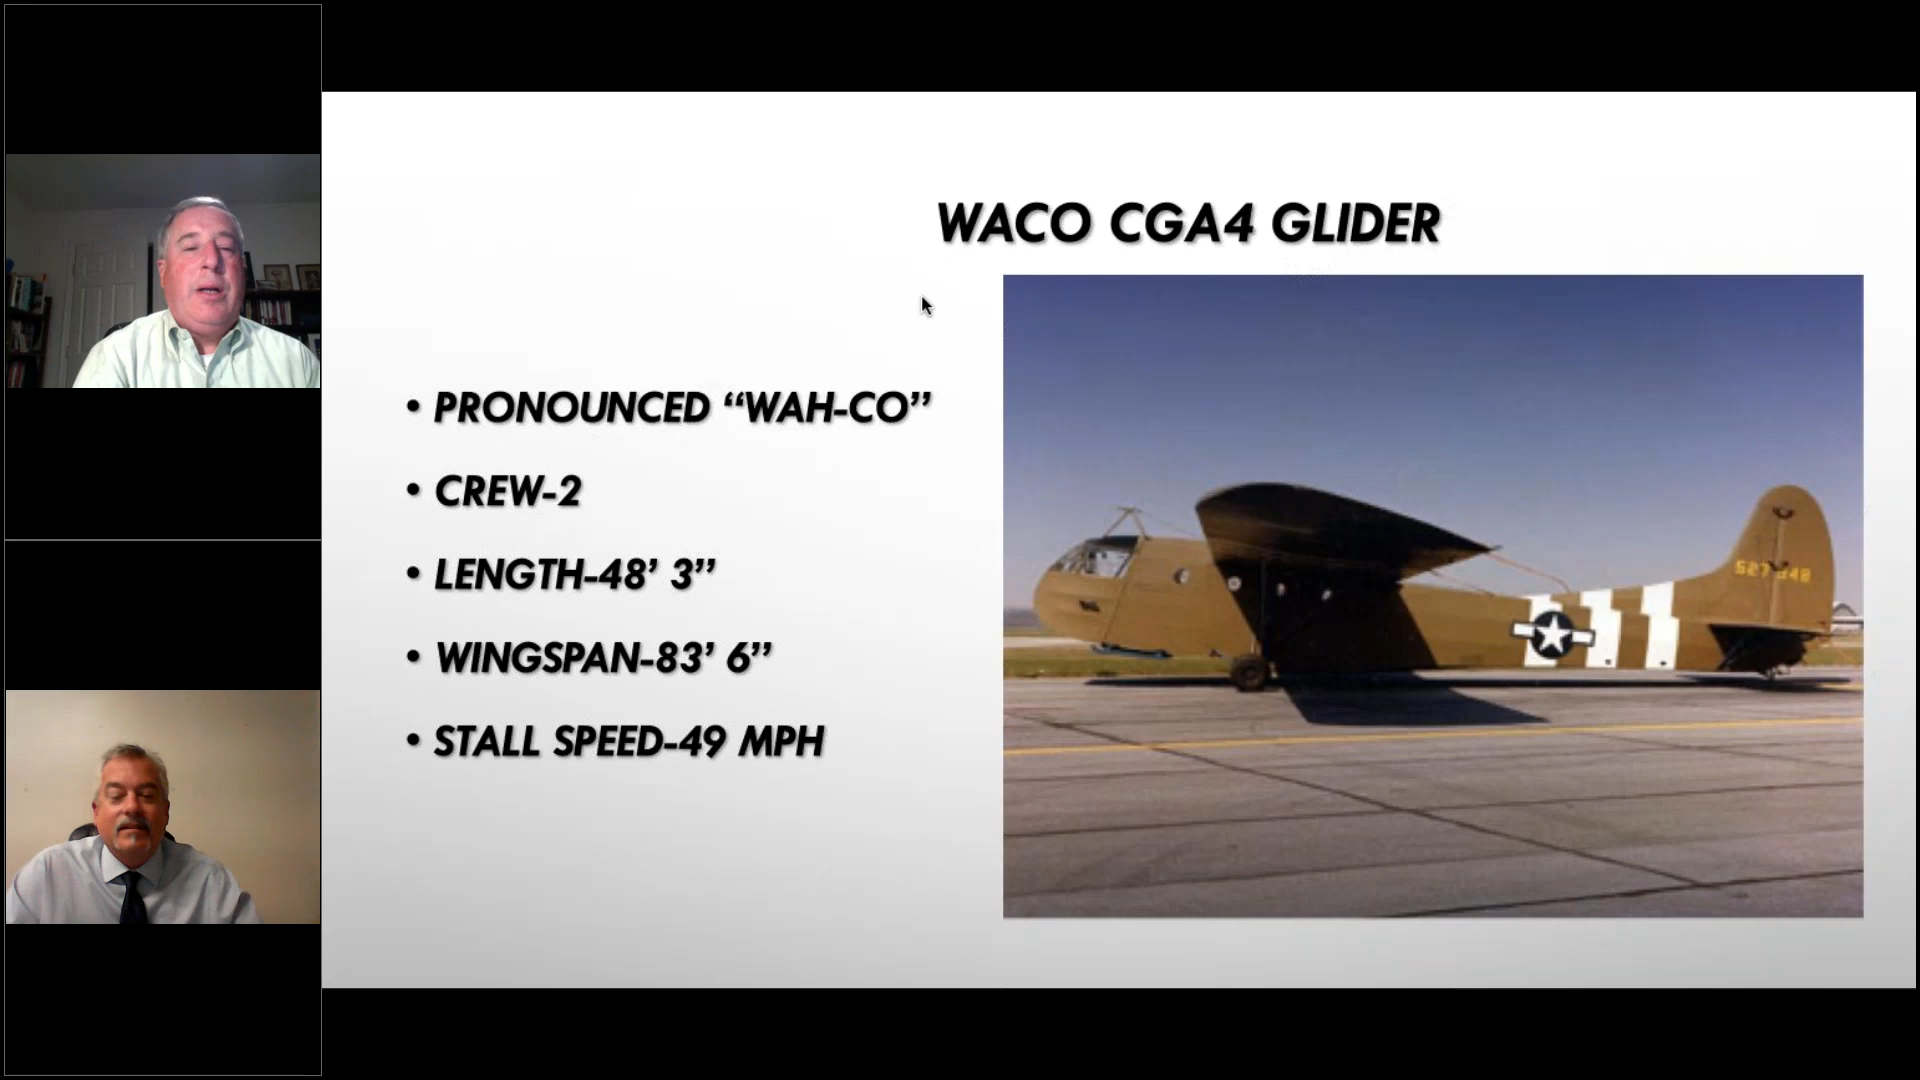 WACO CGA4 GLIDER
• PRONOUNCED “WAH-CO”
• CREW-2
• LENGTH-48’ 3”
• WINGSPAN-83’ 6”
• STALL SPEED-49 MPH